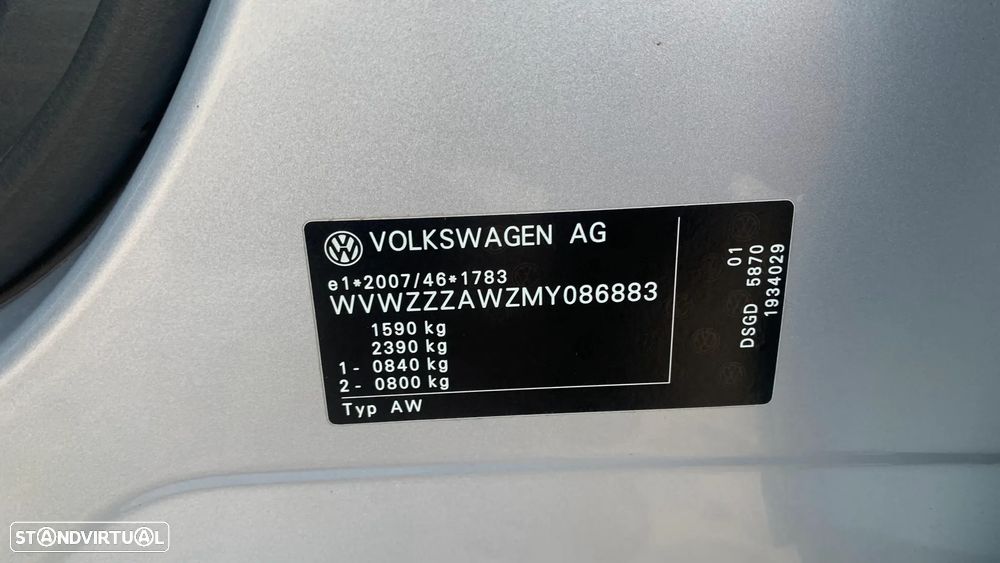 VOLKSWAGEN AG
e1*2007/46*1783
WVWZZZAWZMY086883
1590 kg
2390 kg
1- 0840 kg
2- 0800 kg
Typ AW
01
DSGD 5870
1934029
STANDVIRTUAL